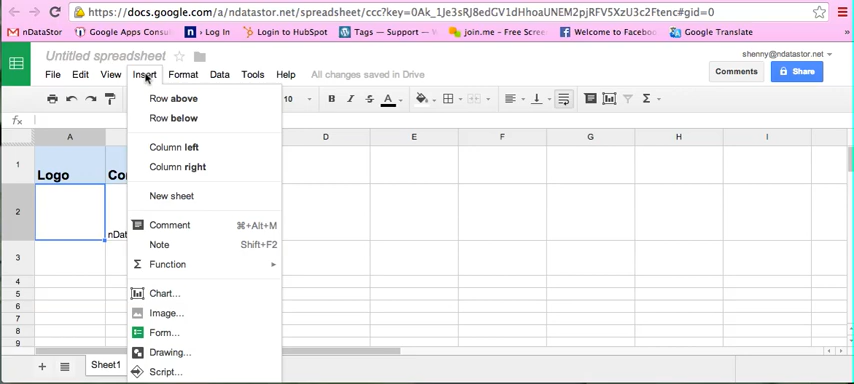 https://docs.google.com/a/ndatastor.net/spreadsheet/ccc?key=0Ak_1Je3sRJ8edGV1dHhoaUNEM2pjRFV5XzU3c2Ftenc#gid=0
nDataStor Google Apps Consul › Log In Login to HubSpot Tags — Support — join.me – Free Scree Welcome to Faceboo Google Translate »
Untitled spreadsheet shenny@ndatastor.net
File Edit View Insert Format Data Tools Help All changes saved in Drive Comments Share
10 B I S A Σ
fx
A D E F G H I
1 Logo Co
2 nDat
3
4
5
6
7
8
9
Row above
Row below
Column left
Column right
New sheet
Comment ⌘+Alt+M
Note Shift+F2
Σ Function
Chart...
Image...
Form...
Drawing...
Script...
+ Sheet1